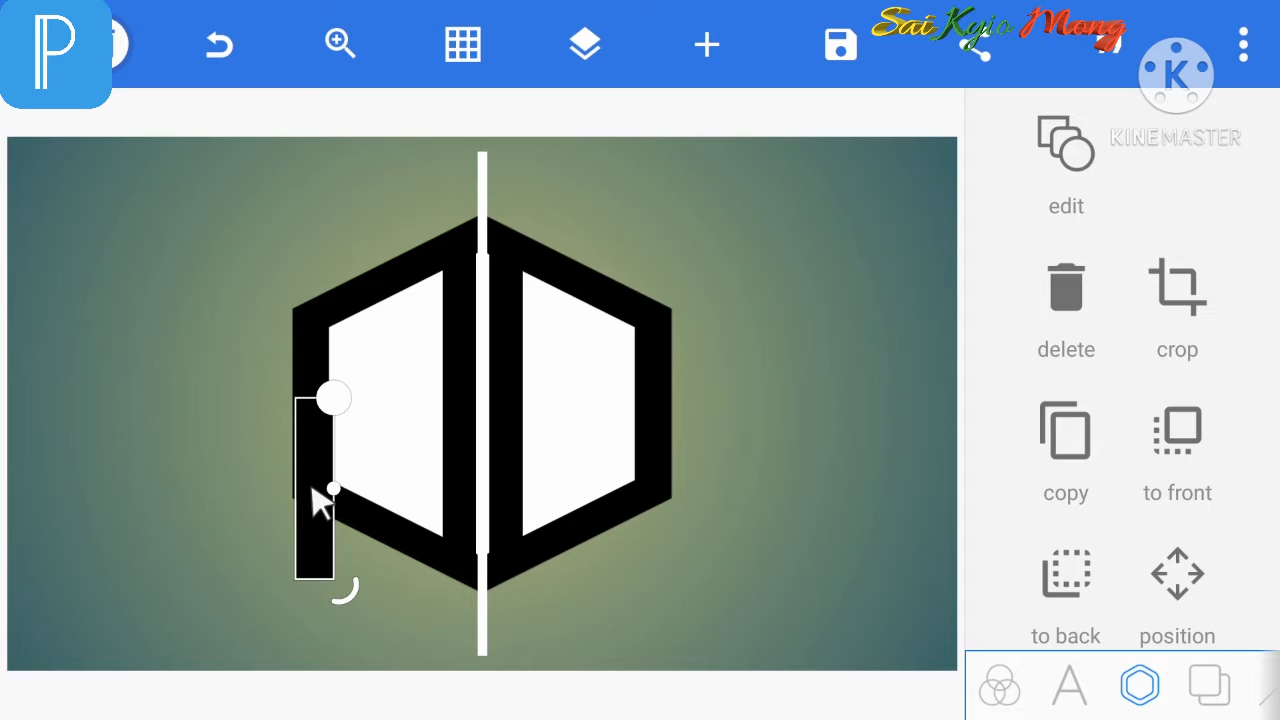 P
Sai Kyio Mong
K
KINEMASTER
edit
delete
crop
copy
to front
to back
position
A